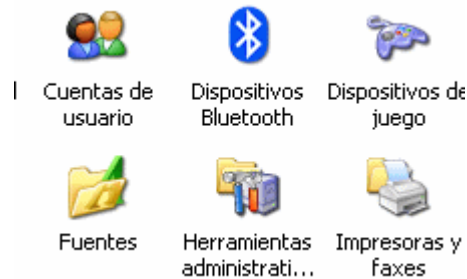 Cuentas de
usuario
Dispositivos
Bluetooth
Dispositivos de
juego
Fuentes
Herramientas
administrati...
Impresoras y
faxes